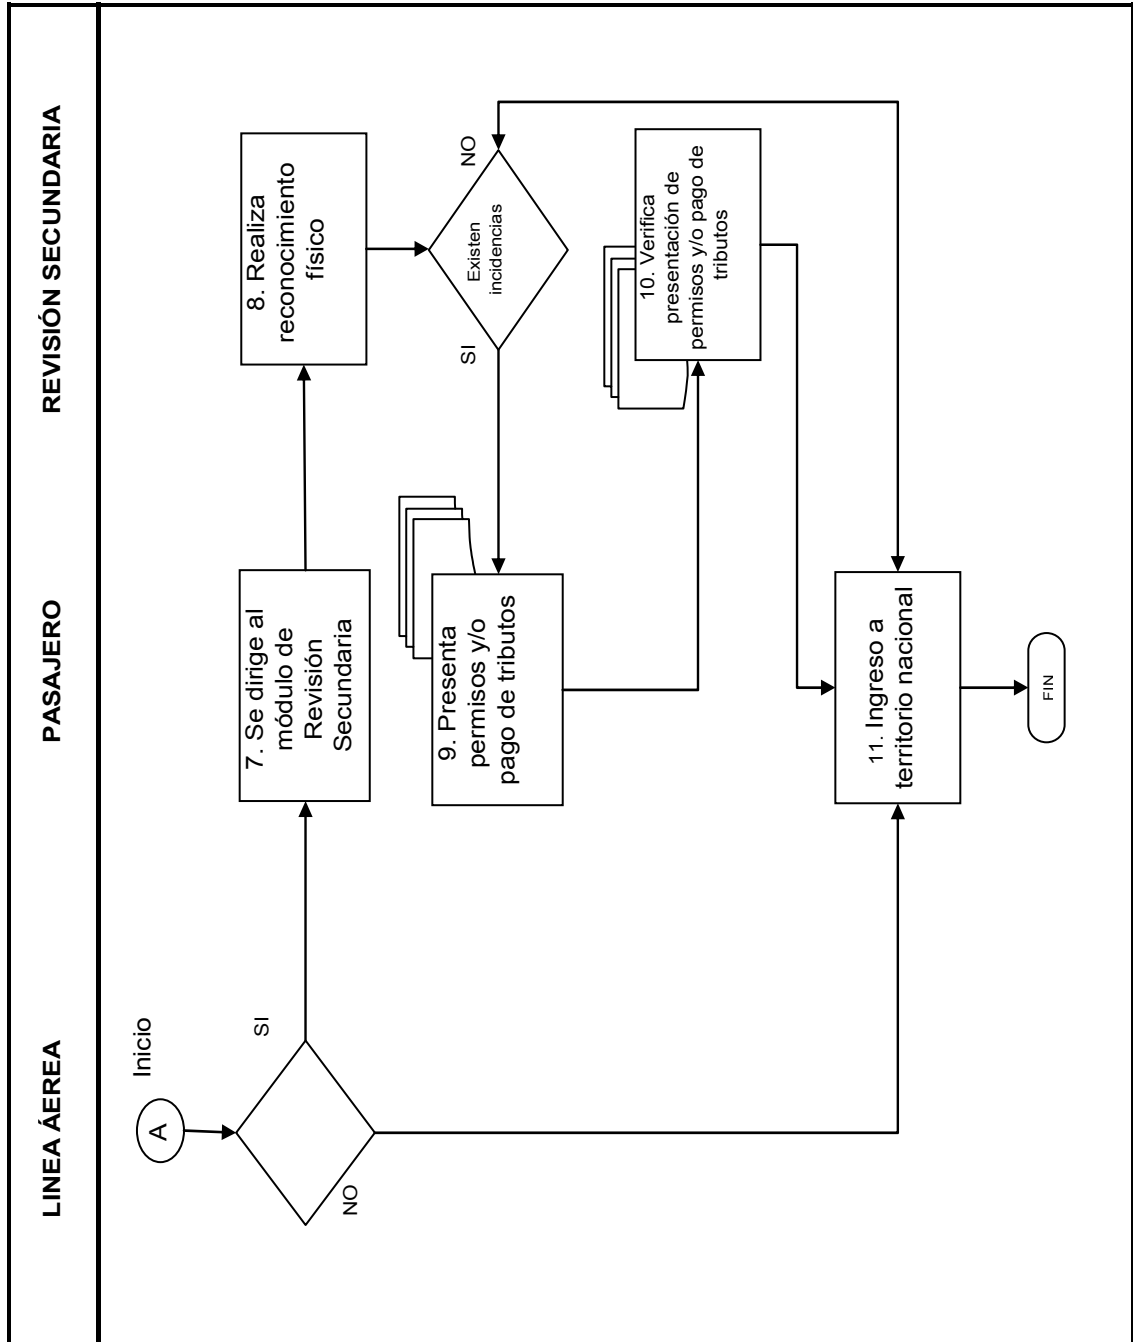 LINEA ÁEREA
PASAJERO
REVISIÓN SECUNDARIA
A
Inicio
SI
NO
7. Se dirige al
módulo de
Revisión
Secundaria
8. Realiza
reconocimiento
físico
Existen
incidencias
SI
NO
9. Presenta
permisos y/o
pago de tributos
10. Verifica
presentación de
permisos y/o pago de
tributos
11. Ingreso a
territorio nacional
FIN